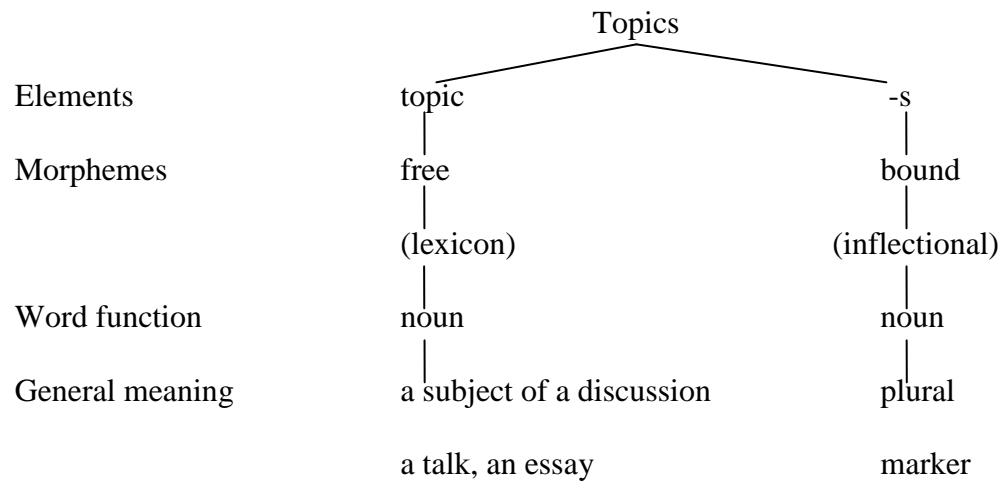 Topics
Elements topic -s
Morphemes free bound
(lexicon) (inflectional)
Word function noun noun
General meaning a subject of a discussion plural
a talk, an essay marker